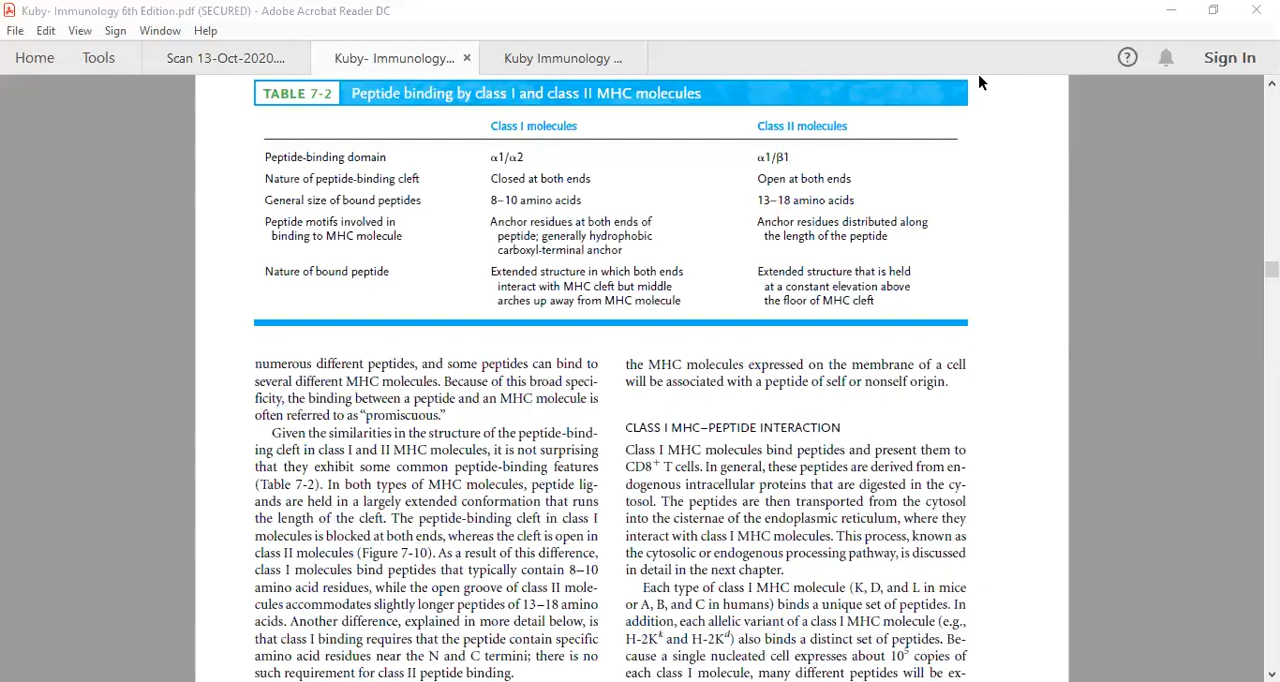 Kuby- Immunology 6th Edition.pdf (SECURED) - Adobe Acrobat Reader DC
File Edit View Sign Window Help
Home Tools Scan 13-Oct-2020.... Kuby- Immunology... × Kuby Immunology ... Sign In
TABLE 7-2 Peptide binding by class I and class II MHC molecules
Class I molecules Class II molecules
Peptide-binding domain α1/α2 α1/β1
Nature of peptide-binding cleft Closed at both ends Open at both ends
General size of bound peptides 8–10 amino acids 13–18 amino acids
Peptide motifs involved in Anchor residues at both ends of Anchor residues distributed along
binding to MHC molecule peptide; generally hydrophobic the length of the peptide
carboxyl-terminal anchor
Nature of bound peptide Extended structure in which both ends Extended structure that is held
interact with MHC cleft but middle at a constant elevation above
arches up away from MHC molecule the floor of MHC cleft
numerous different peptides, and some peptides can bind to
several different MHC molecules. Because of this broad speci-
ficity, the binding between a peptide and an MHC molecule is
often referred to as “promiscuous.”
Given the similarities in the structure of the peptide-bind-
ing cleft in class I and II MHC molecules, it is not surprising
that they exhibit some common peptide-binding features
(Table 7-2). In both types of MHC molecules, peptide lig-
ands are held in a largely extended conformation that runs
the length of the cleft. The peptide-binding cleft in class I
molecules is blocked at both ends, whereas the cleft is open in
class II molecules (Figure 7-10). As a result of this difference,
class I molecules bind peptides that typically contain 8–10
amino acid residues, while the open groove of class II mole-
cules accommodates slightly longer peptides of 13–18 amino
acids. Another difference, explained in more detail below, is
that class I binding requires that the peptide contain specific
amino acid residues near the N and C termini; there is no
such requirement for class II peptide binding.
the MHC molecules expressed on the membrane of a cell
will be associated with a peptide of self or nonself origin.
CLASS I MHC–PEPTIDE INTERACTION
Class I MHC molecules bind peptides and present them to
CD8+ T cells. In general, these peptides are derived from en-
dogenous intracellular proteins that are digested in the cy-
tosol. The peptides are then transported from the cytosol
into the cisternae of the endoplasmic reticulum, where they
interact with class I MHC molecules. This process, known as
the cytosolic or endogenous processing pathway, is discussed
in detail in the next chapter.
Each type of class I MHC molecule (K, D, and L in mice
or A, B, and C in humans) binds a unique set of peptides. In
addition, each allelic variant of a class I MHC molecule (e.g.,
H-2Kᵏ and H-2Kᵈ) also binds a distinct set of peptides. Be-
cause a single nucleated cell expresses about 10⁵ copies of
each class I molecule, many different peptides will be ex-